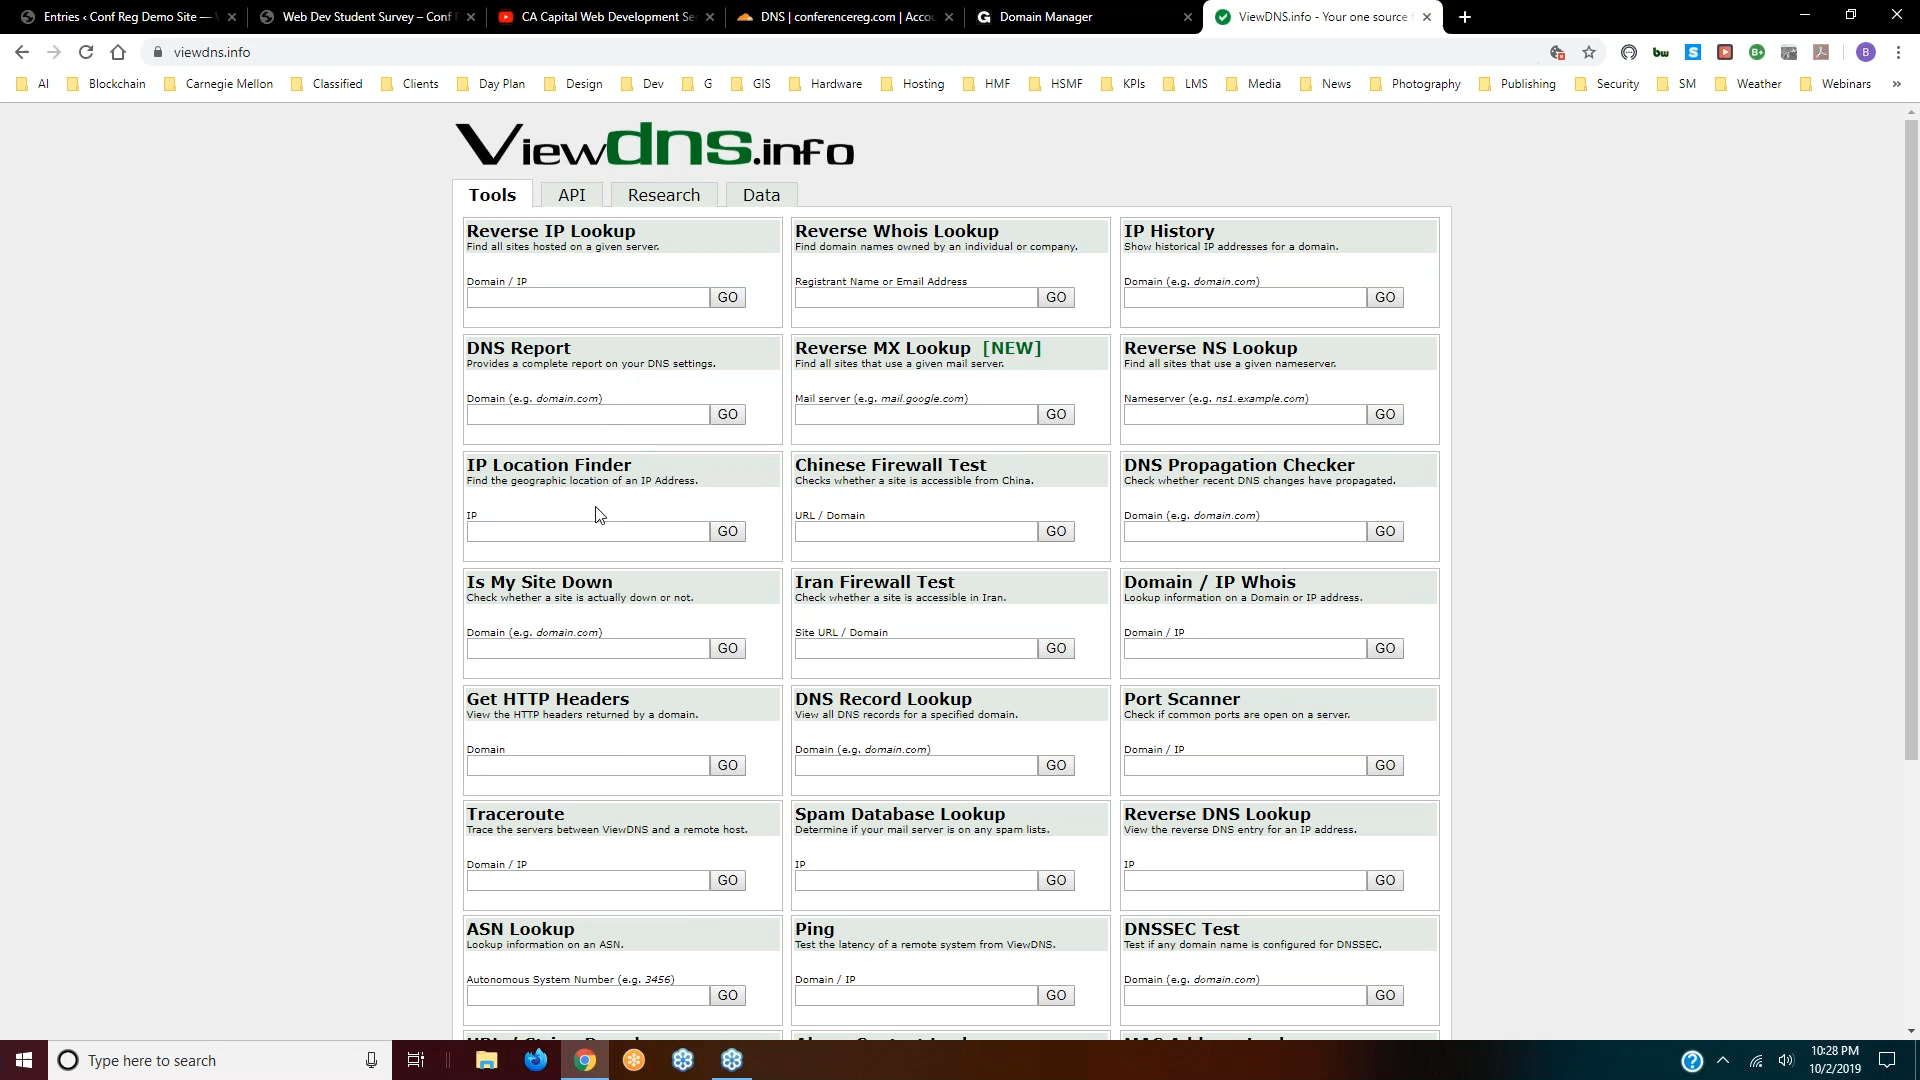 Entries ‹ Conf Reg Demo Site —
Web Dev Student Survey – Conf
CA Capital Web Development Se
DNS | conferencereg.com | Accou
Domain Manager
ViewDNS.info - Your one source
viewdns.info
AI
Blockchain
Carnegie Mellon
Classified
Clients
Day Plan
Design
Dev
G
GIS
Hardware
Hosting
HMF
HSMF
KPIs
LMS
Media
News
Photography
Publishing
Security
SM
Weather
Webinars
Viewdns.info
Tools API Research Data
Reverse IP Lookup
Find all sites hosted on a given server.
Domain / IP
GO
Reverse Whois Lookup
Find domain names owned by an individual or company.
Registrant Name or Email Address
GO
IP History
Show historical IP addresses for a domain.
Domain (e.g. domain.com)
GO
DNS Report
Provides a complete report on your DNS settings.
Domain (e.g. domain.com)
GO
Reverse MX Lookup [NEW]
Find all sites that use a given mail server.
Mail server (e.g. mail.google.com)
GO
Reverse NS Lookup
Find all sites that use a given nameserver.
Nameserver (e.g. ns1.example.com)
GO
IP Location Finder
Find the geographic location of an IP Address.
IP
GO
Chinese Firewall Test
Checks whether a site is accessible from China.
URL / Domain
GO
DNS Propagation Checker
Check whether recent DNS changes have propagated.
Domain (e.g. domain.com)
GO
Is My Site Down
Check whether a site is actually down or not.
Domain (e.g. domain.com)
GO
Iran Firewall Test
Check whether a site is accessible in Iran.
Site URL / Domain
GO
Domain / IP Whois
Lookup information on a Domain or IP address.
Domain / IP
GO
Get HTTP Headers
View the HTTP headers returned by a domain.
Domain
GO
DNS Record Lookup
View all DNS records for a specified domain.
Domain (e.g. domain.com)
GO
Port Scanner
Check if common ports are open on a server.
Domain / IP
GO
Traceroute
Trace the servers between ViewDNS and a remote host.
Domain / IP
GO
Spam Database Lookup
Determine if your mail server is on any spam lists.
IP
GO
Reverse DNS Lookup
View the reverse DNS entry for an IP address.
IP
GO
ASN Lookup
Lookup information on an ASN.
Autonomous System Number (e.g. 3456)
GO
Ping
Test the latency of a remote system from ViewDNS.
Domain / IP
GO
DNSSEC Test
Test if any domain name is configured for DNSSEC.
Domain (e.g. domain.com)
GO
Type here to search
10:28 PM
10/2/2019